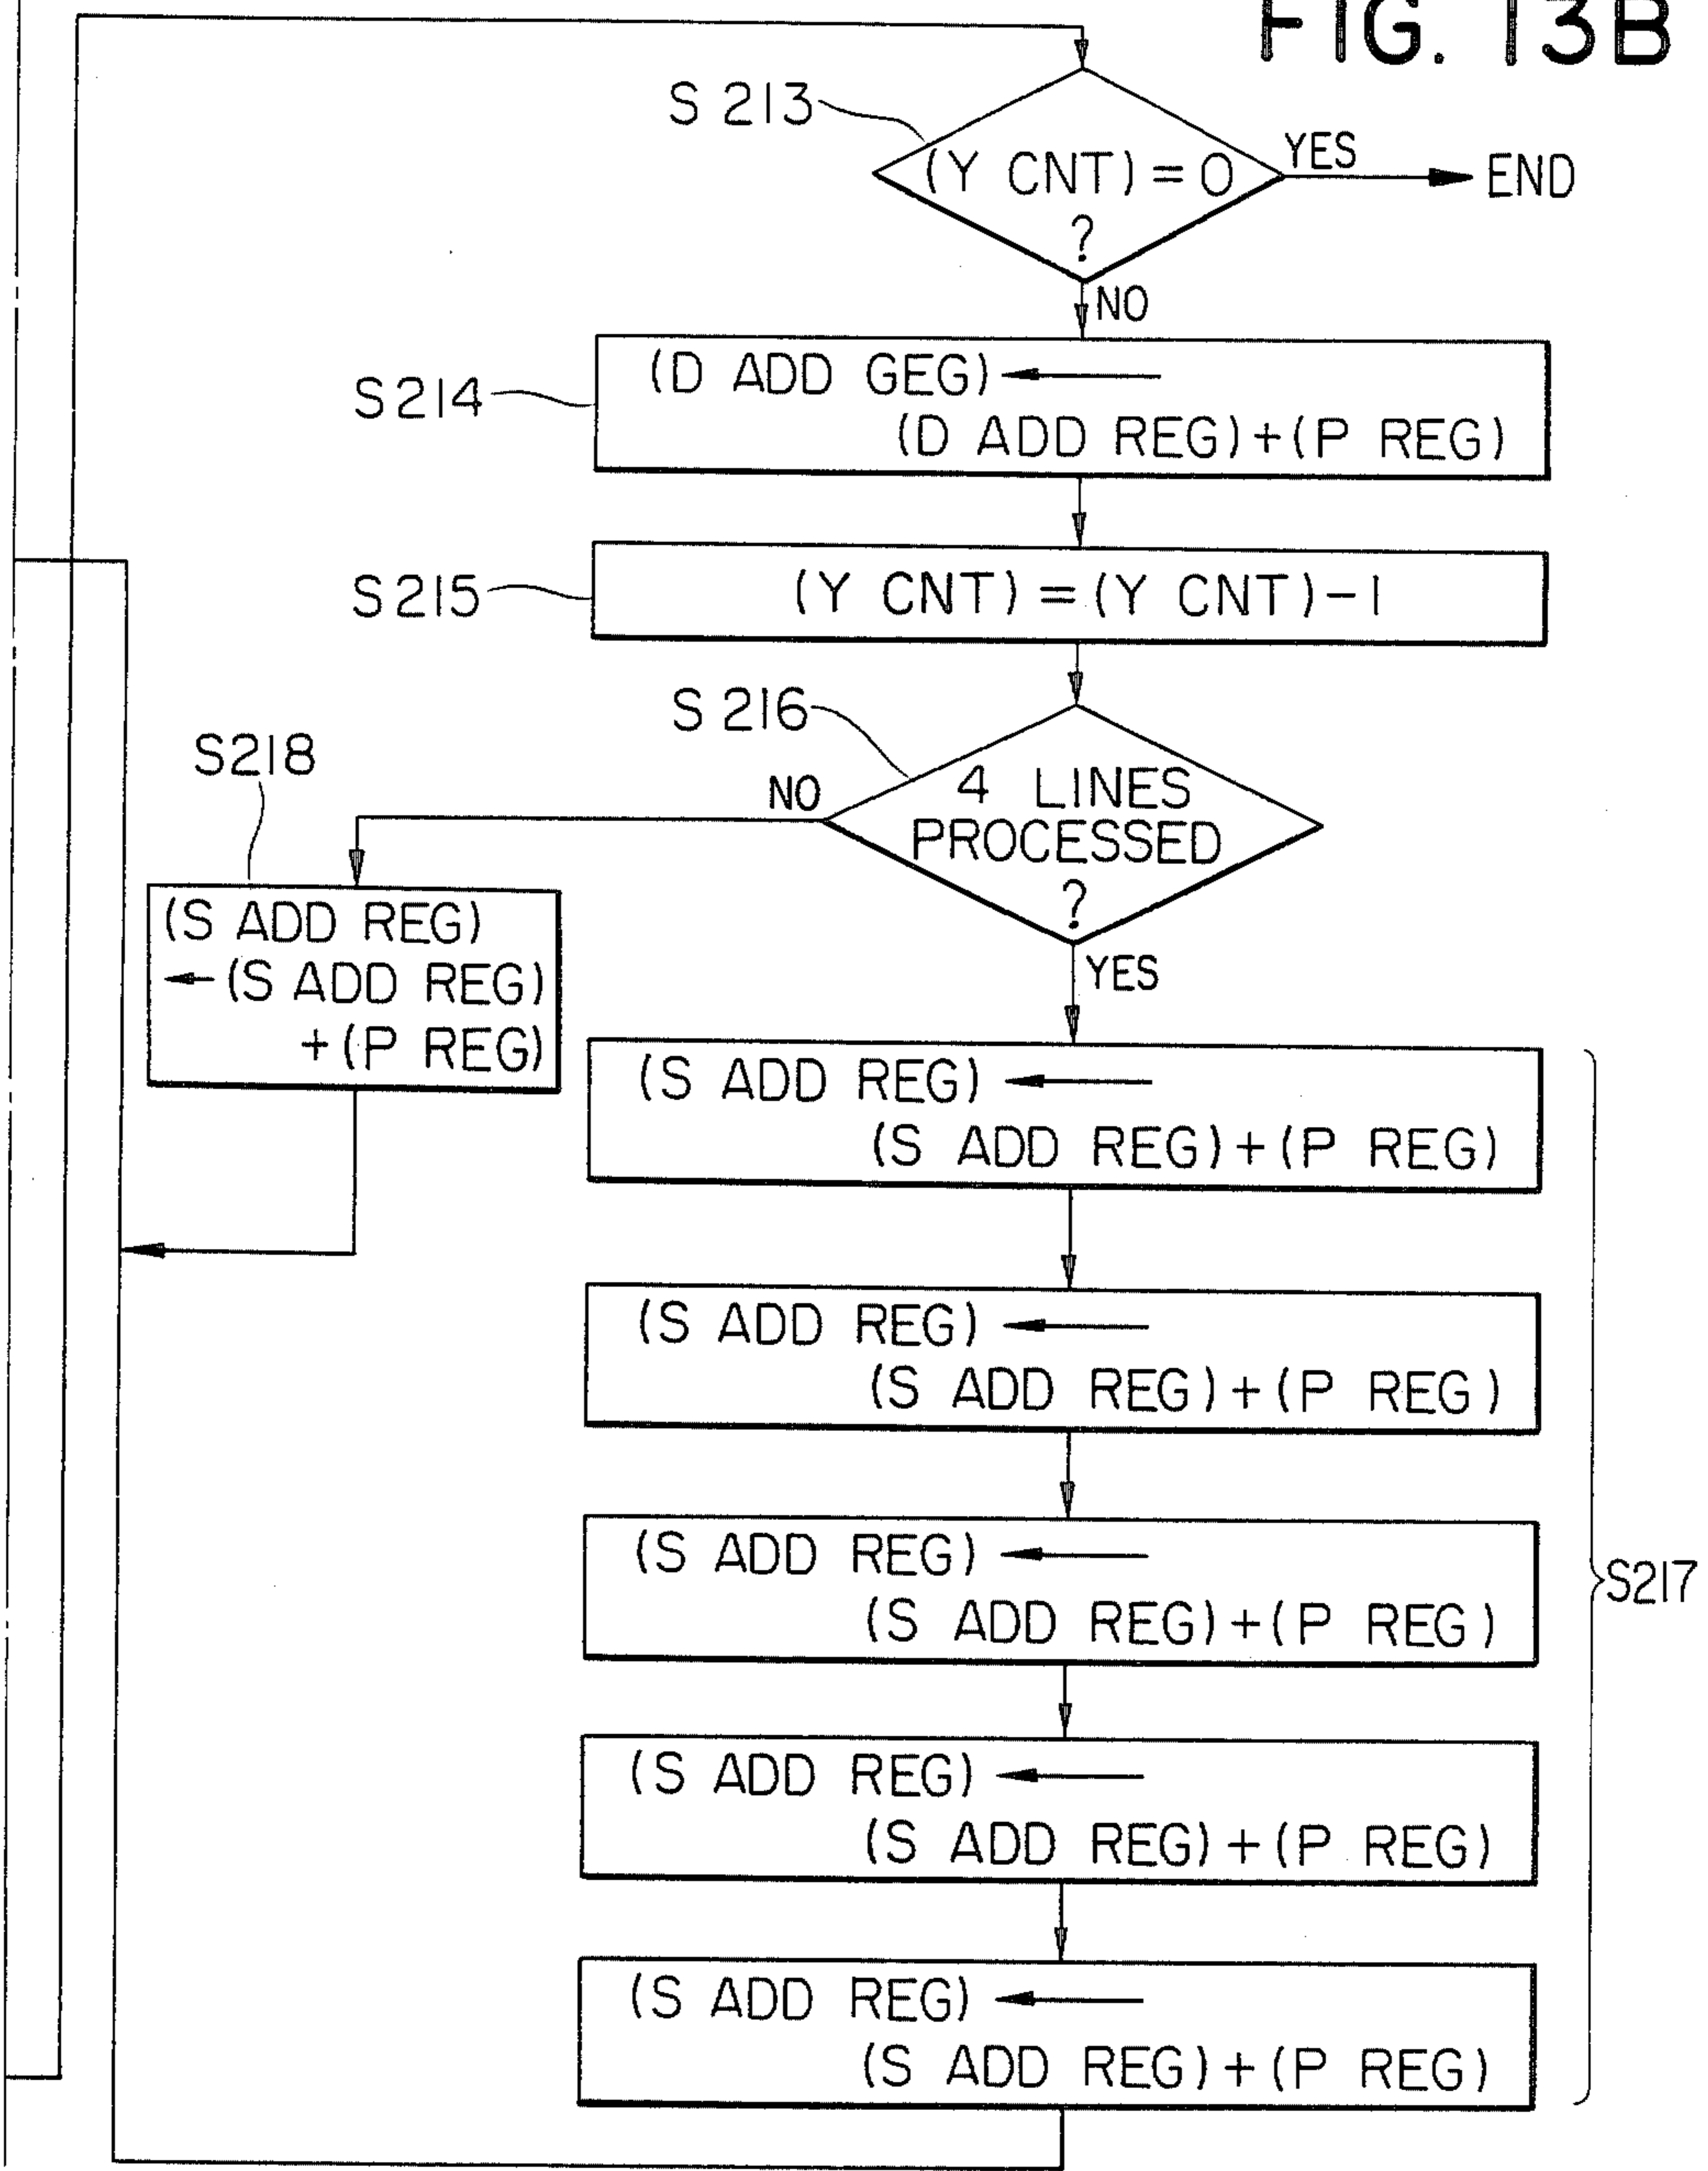 FIG. 13B
S 213
(Y CNT) = 0
?
YES
END
NO
S214
(D ADD GEG) ←
(D ADD REG)+(P REG)
S215
(Y CNT) = (Y CNT)-1
S 216
4 LINES
PROCESSED
?
NO
YES
S218
(S ADD REG)
← (S ADD REG)
+(P REG)
(S ADD REG) ←
(S ADD REG)+(P REG)
(S ADD REG) ←
(S ADD REG)+(P REG)
(S ADD REG) ←
(S ADD REG)+(P REG)
(S ADD REG) ←
(S ADD REG)+(P REG)
(S ADD REG) ←
(S ADD REG)+(P REG)
S217